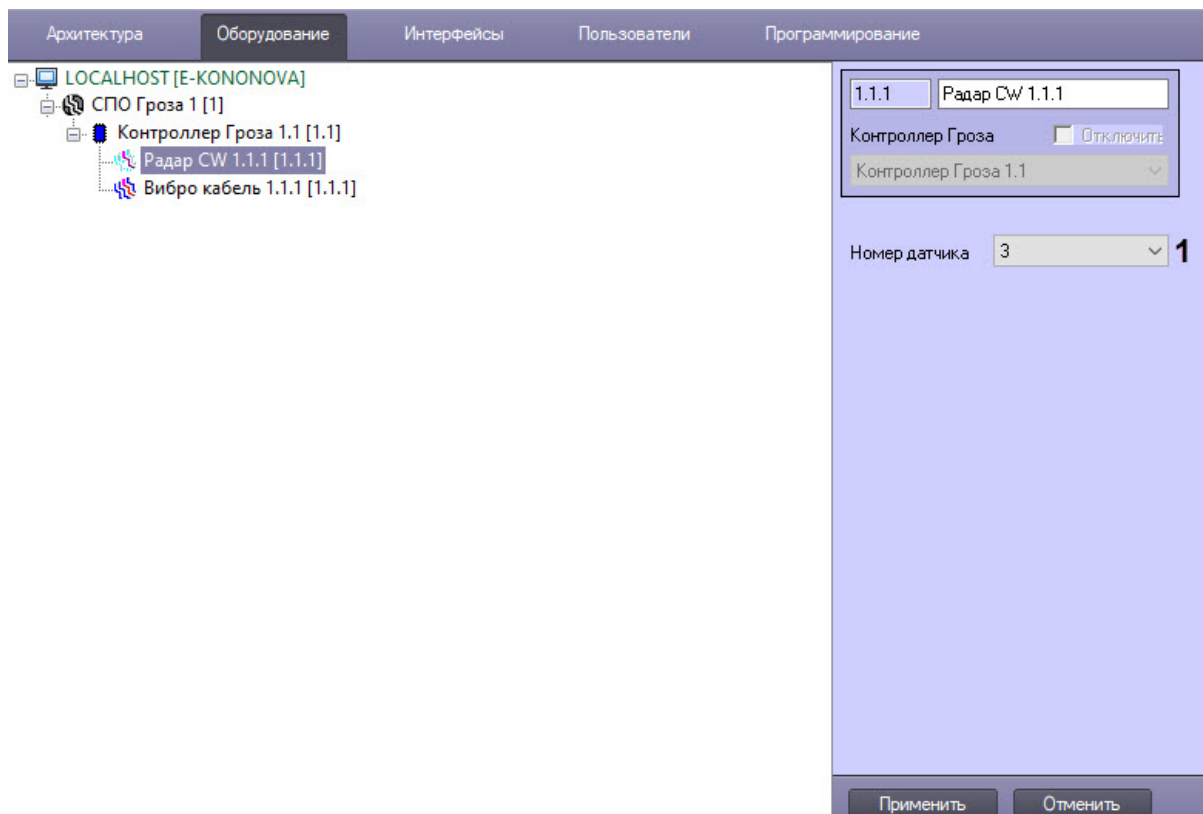 Архитектура Оборудование Интерфейсы Пользователи Программирование
LOCALHOST [E-KONONOVA]
СПО Гроза 1 [1]
Контроллер Гроза 1.1 [1.1]
Радар CW 1.1.1 [1.1.1]
Вибро кабель 1.1.1 [1.1.1]
1.1.1 Радар CW 1.1.1
Контроллер Гроза Отключить
Контроллер Гроза 1.1
Номер датчика 3 1
Применить Отменить